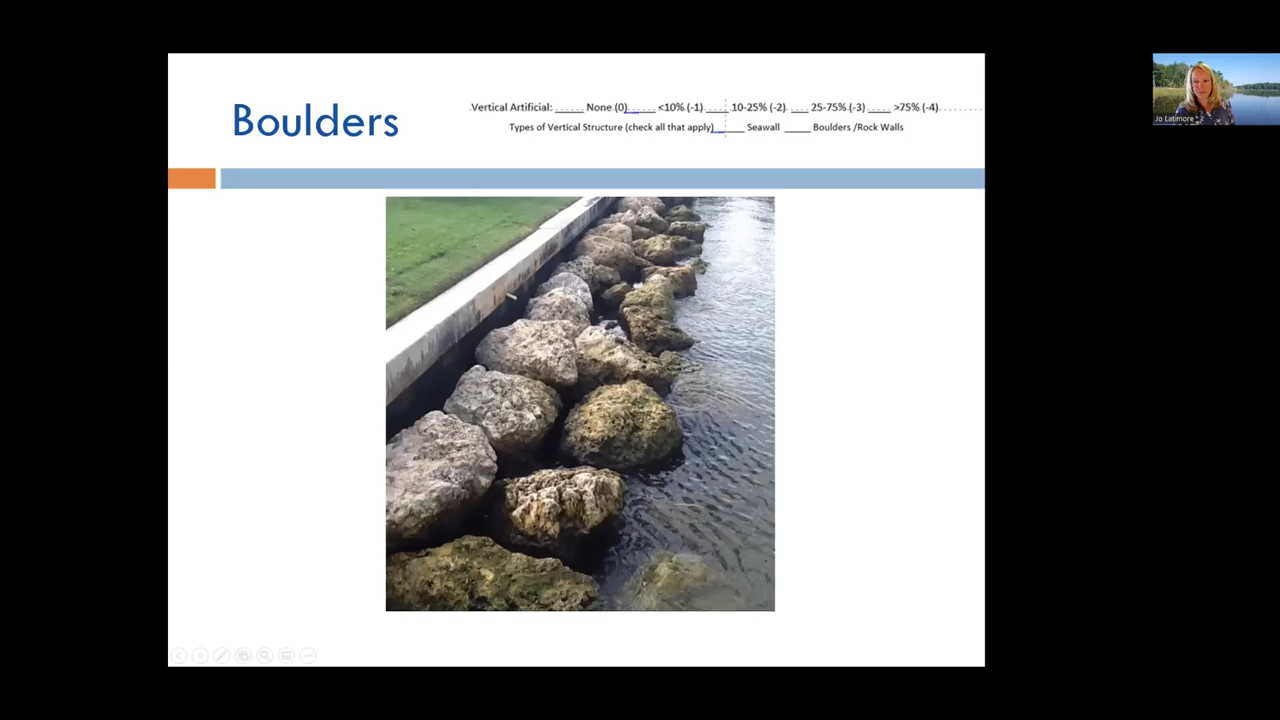 Boulders
Vertical Artificial: _____ None (0)_____ <10% (-1) _____ 10-25% (-2) ____ 25-75% (-3) _____ >75% (-4)
Types of Vertical Structure (check all that apply)______ Seawall _____ Boulders /Rock Walls
Jo Latimore